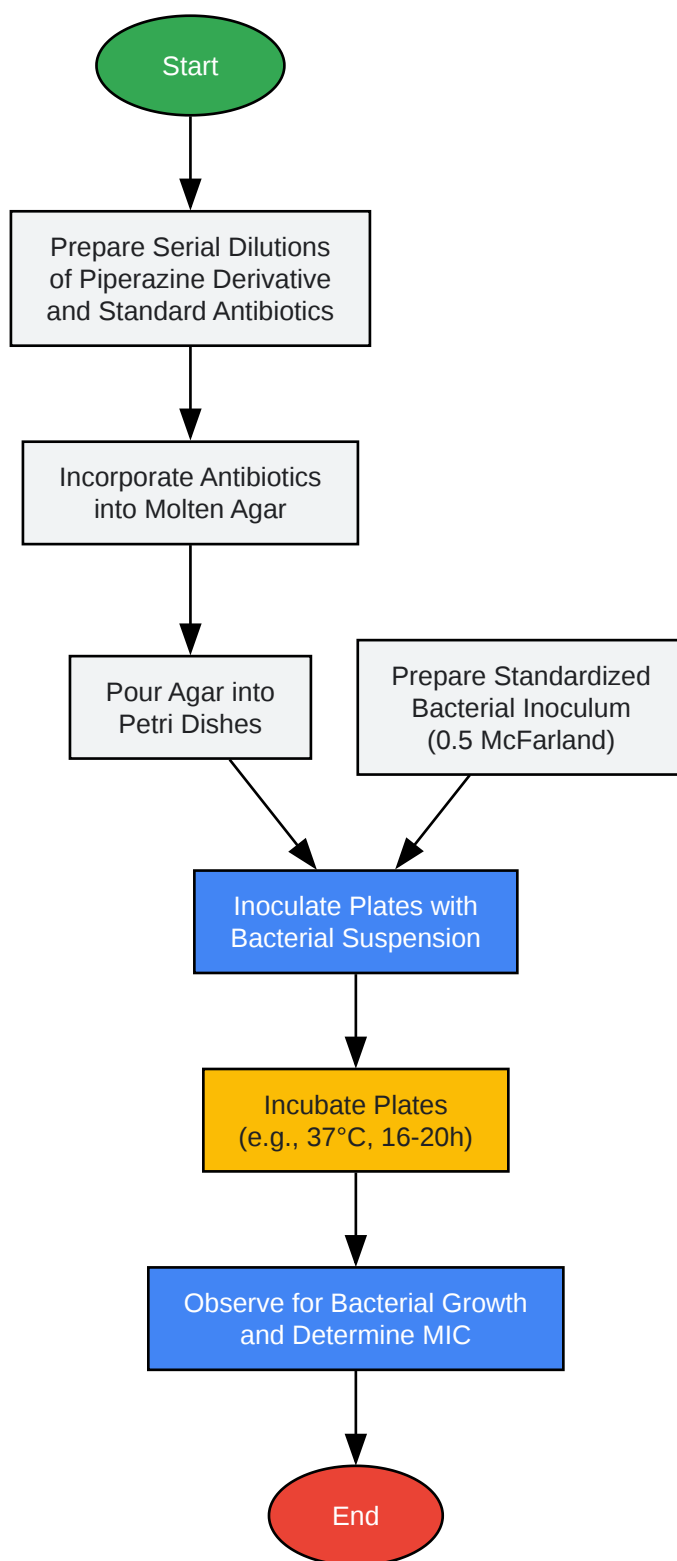 Start
Prepare Serial Dilutions
of Piperazine Derivative
and Standard Antibiotics
Incorporate Antibiotics
into Molten Agar
Pour Agar into
Petri Dishes
Prepare Standardized
Bacterial Inoculum
(0.5 McFarland)
Inoculate Plates with
Bacterial Suspension
Incubate Plates
(e.g., 37°C, 16-20h)
Observe for Bacterial Growth
and Determine MIC
End